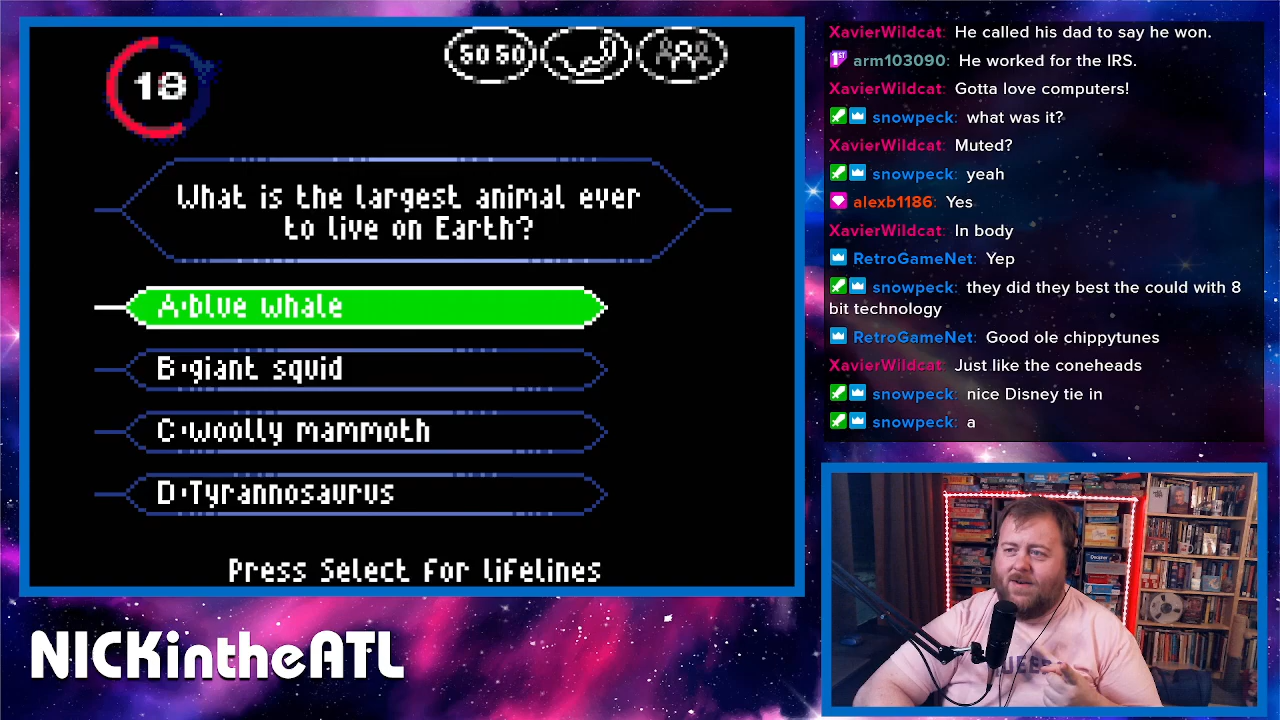 18
50 50
What is the largest animal ever
to live on Earth?
A·blue whale
B·giant squid
C·woolly mammoth
D·Tyrannosaurus
Press Select for lifelines
NICKintheATL
XavierWildcat: He called his dad to say he won.
1ST arm103090: He worked for the IRS.
XavierWildcat: Gotta love computers!
snowpeck: what was it?
XavierWildcat: Muted?
snowpeck: yeah
alexb1186: Yes
XavierWildcat: In body
RetroGameNet: Yep
snowpeck: they did they best the could with 8
bit technology
RetroGameNet: Good ole chippytunes
XavierWildcat: Just like the coneheads
snowpeck: nice Disney tie in
snowpeck: a